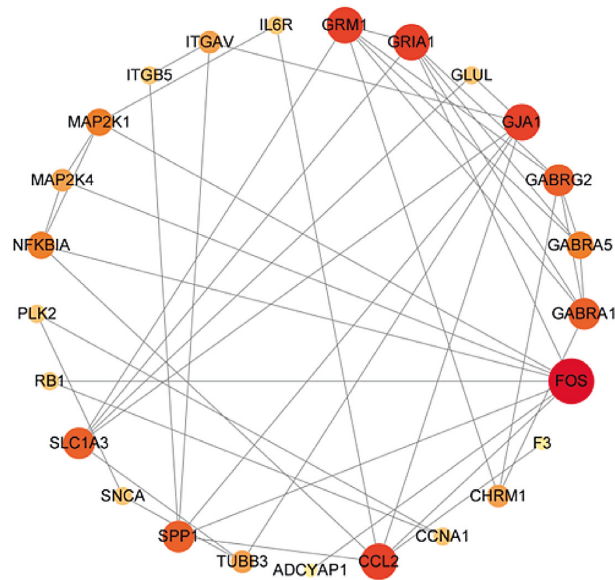 IL6R
GRM1
ITGAV
GRIA1
ITGB5
GLUL
MAP2K1
GJA1
MAP2K4
GABRG2
NFKBIA
GABRA5
PLK2
GABRA1
RB1
FOS
SLC1A3
F3
SNCA
CHRM1
SPP1
CCNA1
TUBB3
CCL2
ADCYAP1